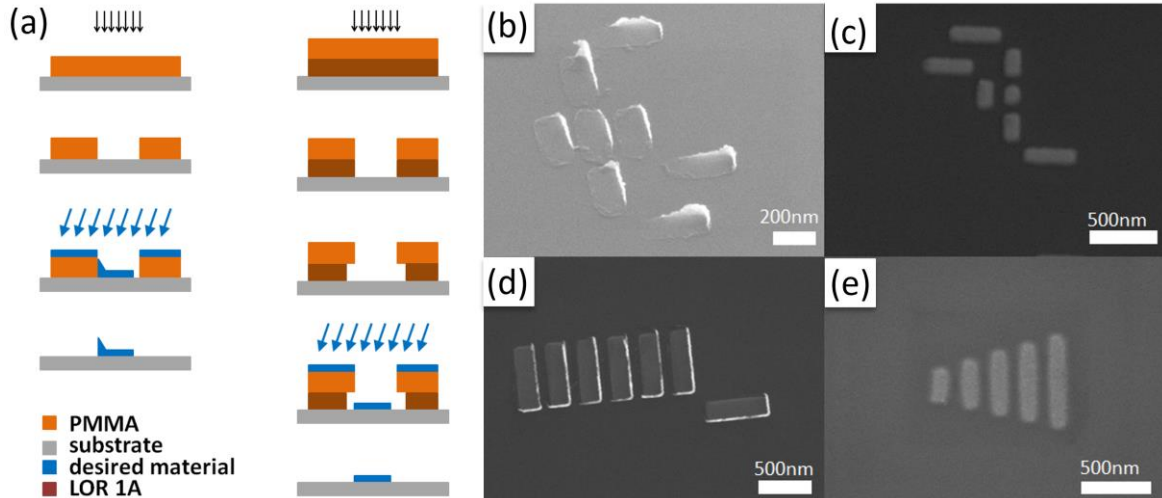 (a)
PMMA
substrate
desired material
LOR 1A
(b)
200nm
(c)
500nm
(d)
500nm
(e)
500nm